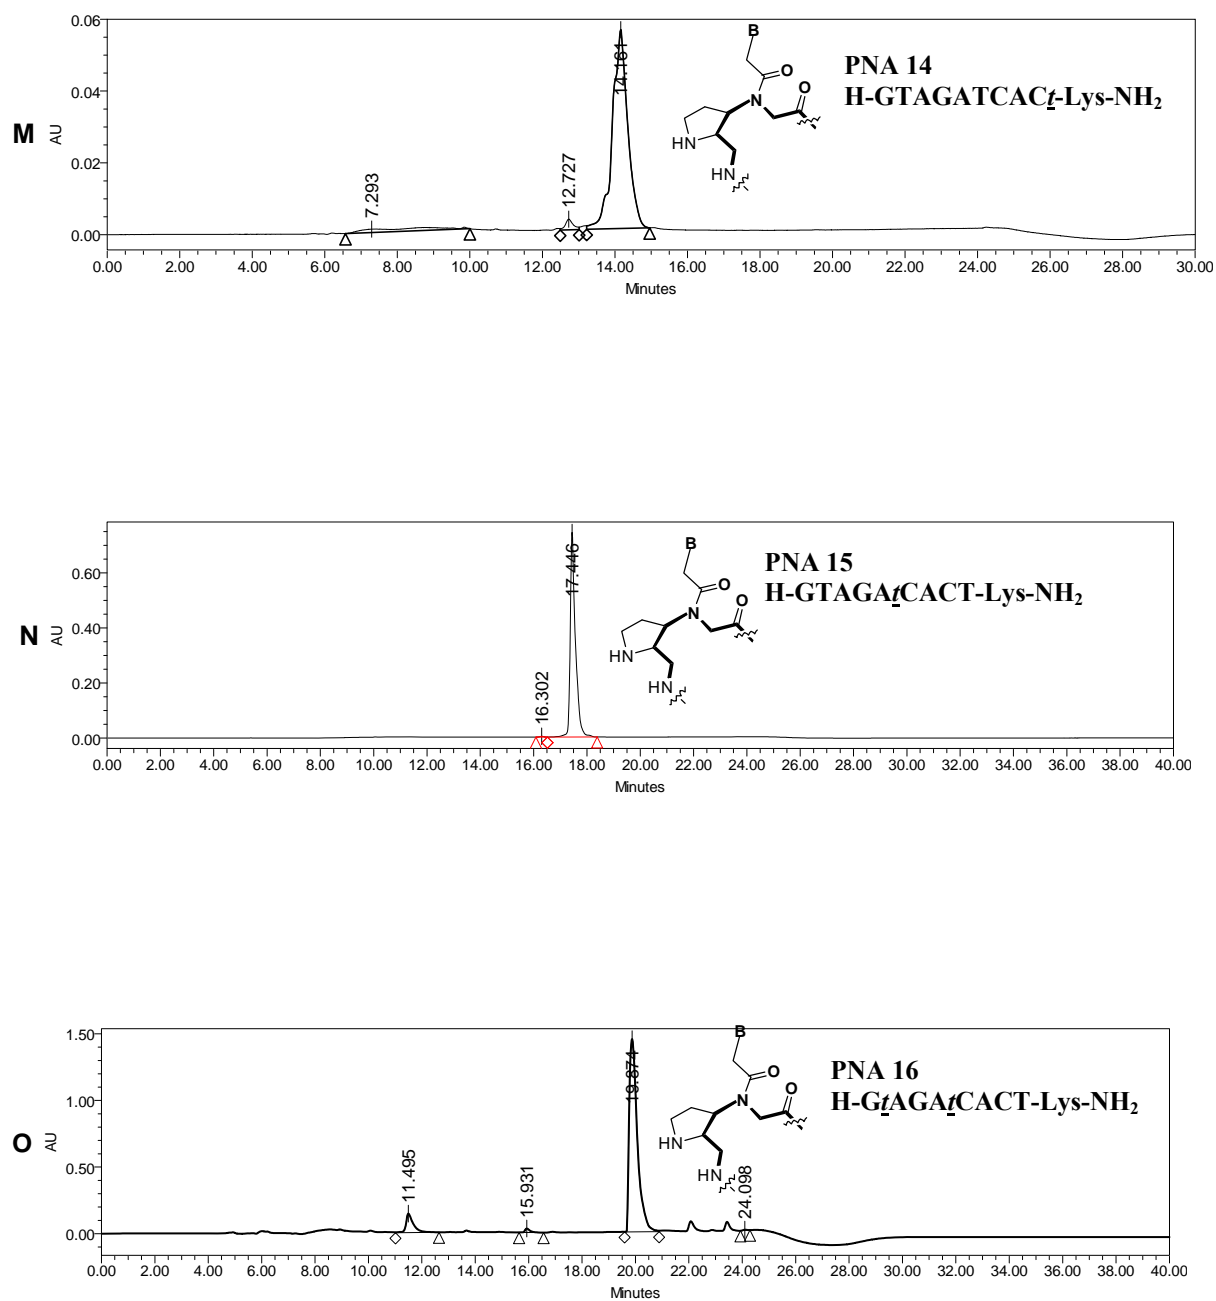 M
AU
0.06
0.04
0.02
0.00
7.293
12.727
14.161
B
O
N
O
HN
HN
PNA 14
H-GTAGATCACt-Lys-NH2
0.00 2.00 4.00 6.00 8.00 10.00 12.00 14.00 16.00 18.00 20.00 22.00 24.00 26.00 28.00 30.00
Minutes
N
AU
0.60
0.40
0.20
0.00
16.302
17.446
B
O
N
O
HN
HN
PNA 15
H-GTAGAtCACT-Lys-NH2
0.00 2.00 4.00 6.00 8.00 10.00 12.00 14.00 16.00 18.00 20.00 22.00 24.00 26.00 28.00 30.00 32.00 34.00 36.00 38.00 40.00
Minutes
O
AU
1.50
1.00
0.50
0.00
11.495
15.931
19.874
24.098
B
O
N
O
HN
HN
PNA 16
H-GtAGAtCACT-Lys-NH2
0.00 2.00 4.00 6.00 8.00 10.00 12.00 14.00 16.00 18.00 20.00 22.00 24.00 26.00 28.00 30.00 32.00 34.00 36.00 38.00 40.00
Minutes